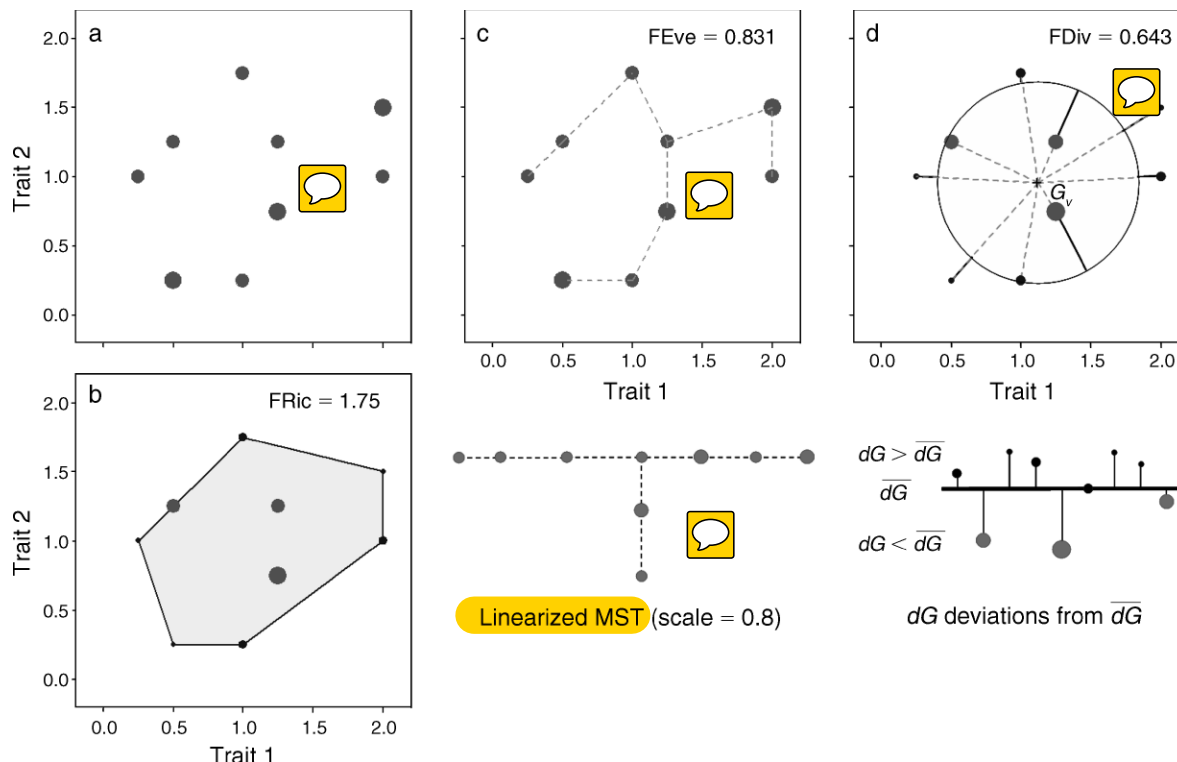 a
2.0
1.5
1.0
0.5
0.0
Trait 2
c
FEve = 0.831
0.0 0.5 1.0 1.5 2.0
Trait 1
d
FDiv = 0.643
Gv
0.0 0.5 1.0 1.5 2.0
Trait 1
b
FRic = 1.75
2.0
1.5
1.0
0.5
0.0
Trait 2
0.0 0.5 1.0 1.5 2.0
Trait 1
Linearized MST (scale = 0.8)
dG > dG
dG
dG < dG
dG deviations from dG